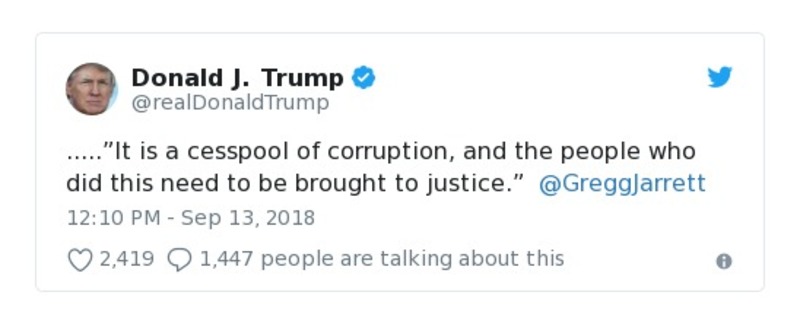 Donald J. Trump
@realDonaldTrump
.....”It is a cesspool of corruption, and the people who
did this need to be brought to justice.” @GreggJarrett
12:10 PM - Sep 13, 2018
2,419 1,447 people are talking about this